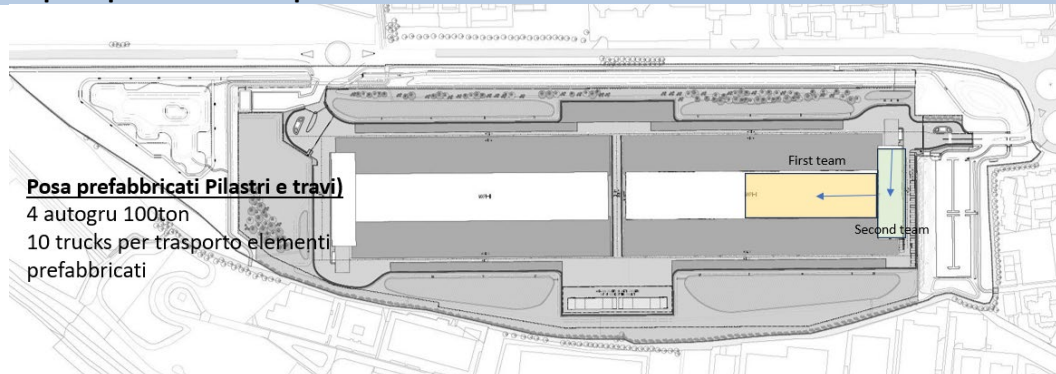 First team
Posa prefabbricati Pilastri e travi)
4 autogru 100ton
Second team
10 trucks per trasporto elementi
prefabbricati